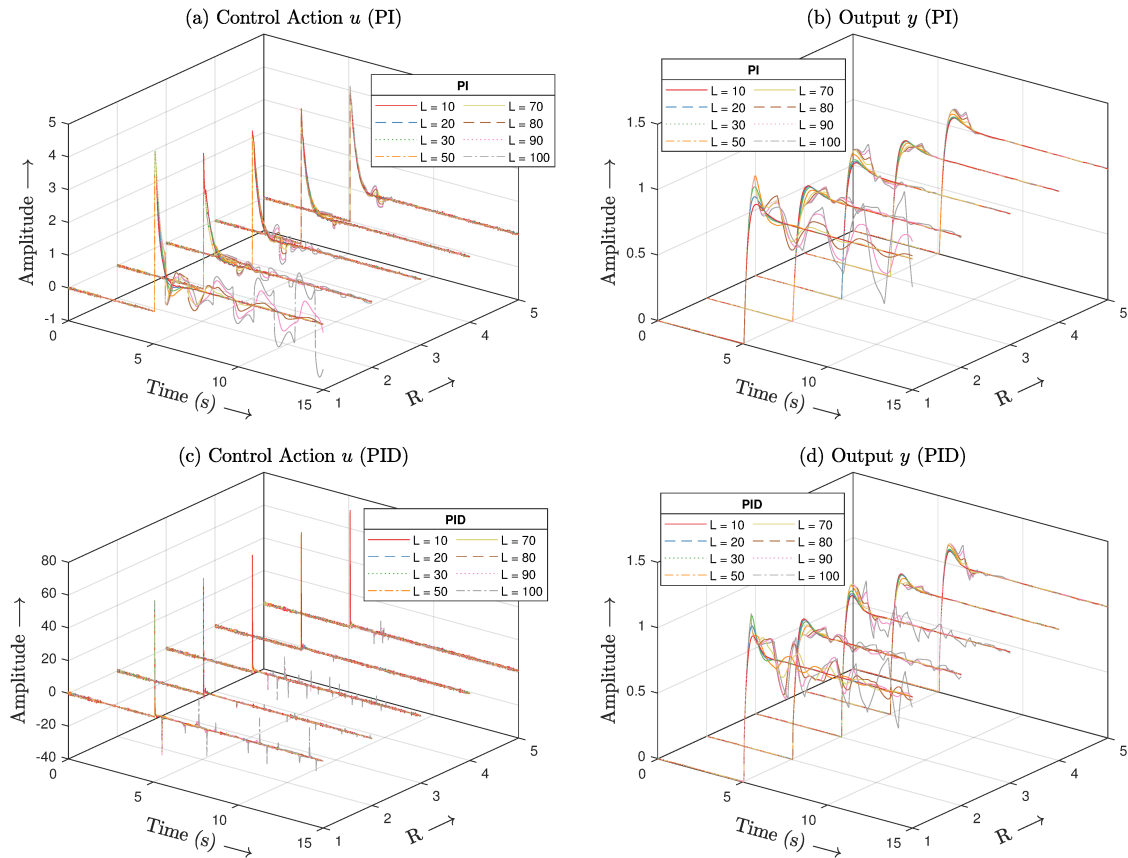 (a) Control Action u (PI)
(b) Output y (PI)
PI
L = 10 L = 70
L = 20 L = 80
L = 30 L = 90
L = 50 L = 100
PI
L = 10 L = 70
L = 20 L = 80
L = 30 L = 90
L = 50 L = 100
Amplitude →
5
4
3
2
1
0
-1
0
5
10
15
Time (s) →
1
2
3
4
5
R →
Amplitude →
1.5
1
0.5
0
0
5
10
15
Time (s) →
1
2
3
4
5
R →
(c) Control Action u (PID)
(d) Output y (PID)
PID
L = 10 L = 70
L = 20 L = 80
L = 30 L = 90
L = 50 L = 100
PID
L = 10 L = 70
L = 20 L = 80
L = 30 L = 90
L = 50 L = 100
Amplitude →
80
60
40
20
0
-20
-40
0
5
10
15
Time (s) →
1
2
3
4
5
R →
Amplitude →
1.5
1
0.5
0
0
5
10
15
Time (s) →
1
2
3
4
5
R →